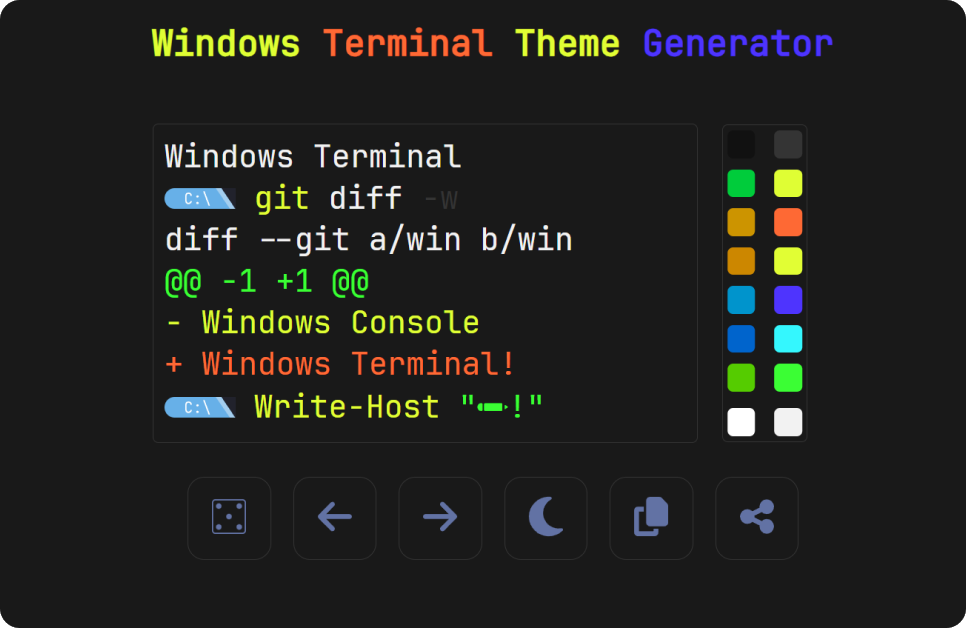 Windows Terminal Theme Generator
Windows Terminal
C:\ git diff -w
diff --git a/win b/win
@@ -1 +1 @@
- Windows Console
+ Windows Terminal!
C:\ Write-Host "!"